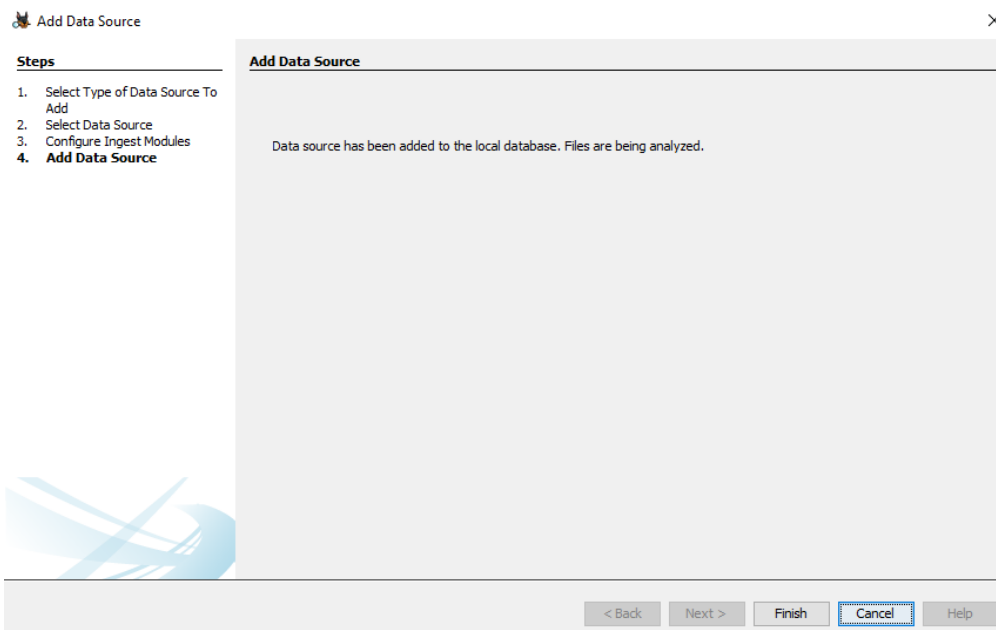 Add Data Source
Steps
1. Select Type of Data Source To
Add
2. Select Data Source
3. Configure Ingest Modules
4. Add Data Source
Add Data Source
Data source has been added to the local database. Files are being analyzed.
< Back Next > Finish Cancel Help